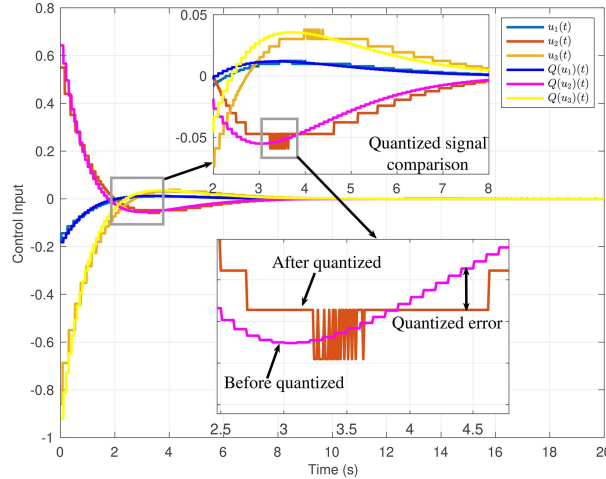 0.8
0.6
0.4
0.2
0
-0.2
-0.4
-0.6
-0.8
-1
Control Input
0 2 4 6 8 10 12 14 16 18 20
Time (s)
0.05
0
-0.05
2 3 4 5 6 7 8
Quantized signal
comparison
u₁(t)
u₂(t)
u₃(t)
Q(u₁)(t)
Q(u₂)(t)
Q(u₃)(t)
After quantized
Quantized error
Before quantized
2.5 3 3.5 4 4.5